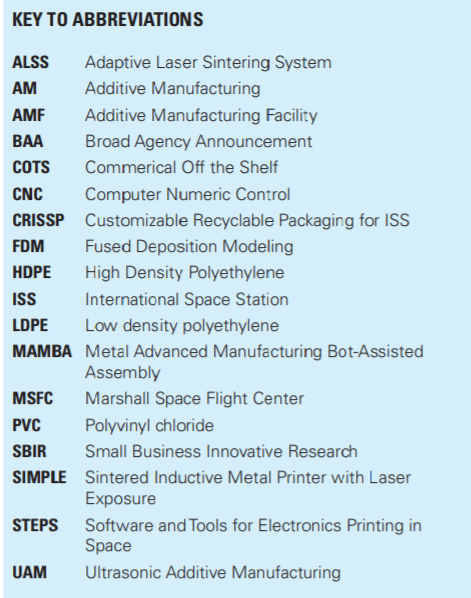 KEY TO ABBREVIATIONS
ALSS Adaptive Laser Sintering System
AM Additive Manufacturing
AMF Additive Manufacturing Facility
BAA Broad Agency Announcement
COTS Commerical Off the Shelf
CNC Computer Numeric Control
CRISSP Customizable Recyclable Packaging for ISS
FDM Fused Deposition Modeling
HDPE High Density Polyethylene
ISS International Space Station
LDPE Low density polyethylene
MAMBA Metal Advanced Manufacturing Bot-Assisted
Assembly
MSFC Marshall Space Flight Center
PVC Polyvinyl chloride
SBIR Small Business Innovative Research
SIMPLE Sintered Inductive Metal Printer with Laser
Exposure
STEPS Software and Tools for Electronics Printing in
Space
UAM Ultrasonic Additive Manufacturing